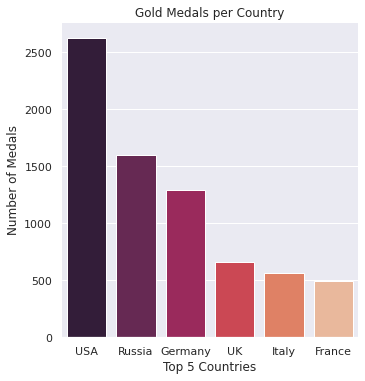 Gold Medals per Country
Number of Medals
2500
2000
1500
1000
500
0
USA Russia Germany UK Italy France
Top 5 Countries